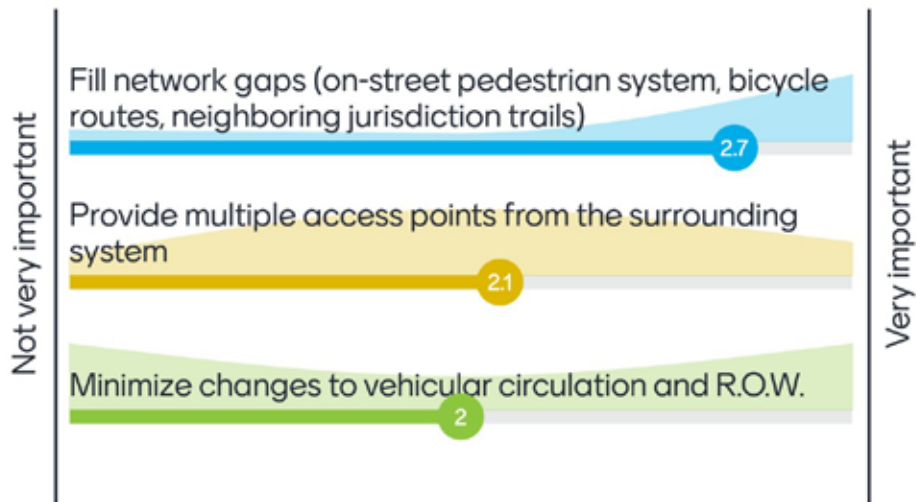 Not very important
Fill network gaps (on-street pedestrian system, bicycle
routes, neighboring jurisdiction trails)
2.7
Provide multiple access points from the surrounding
system
2.1
Minimize changes to vehicular circulation and R.O.W.
2
Very important